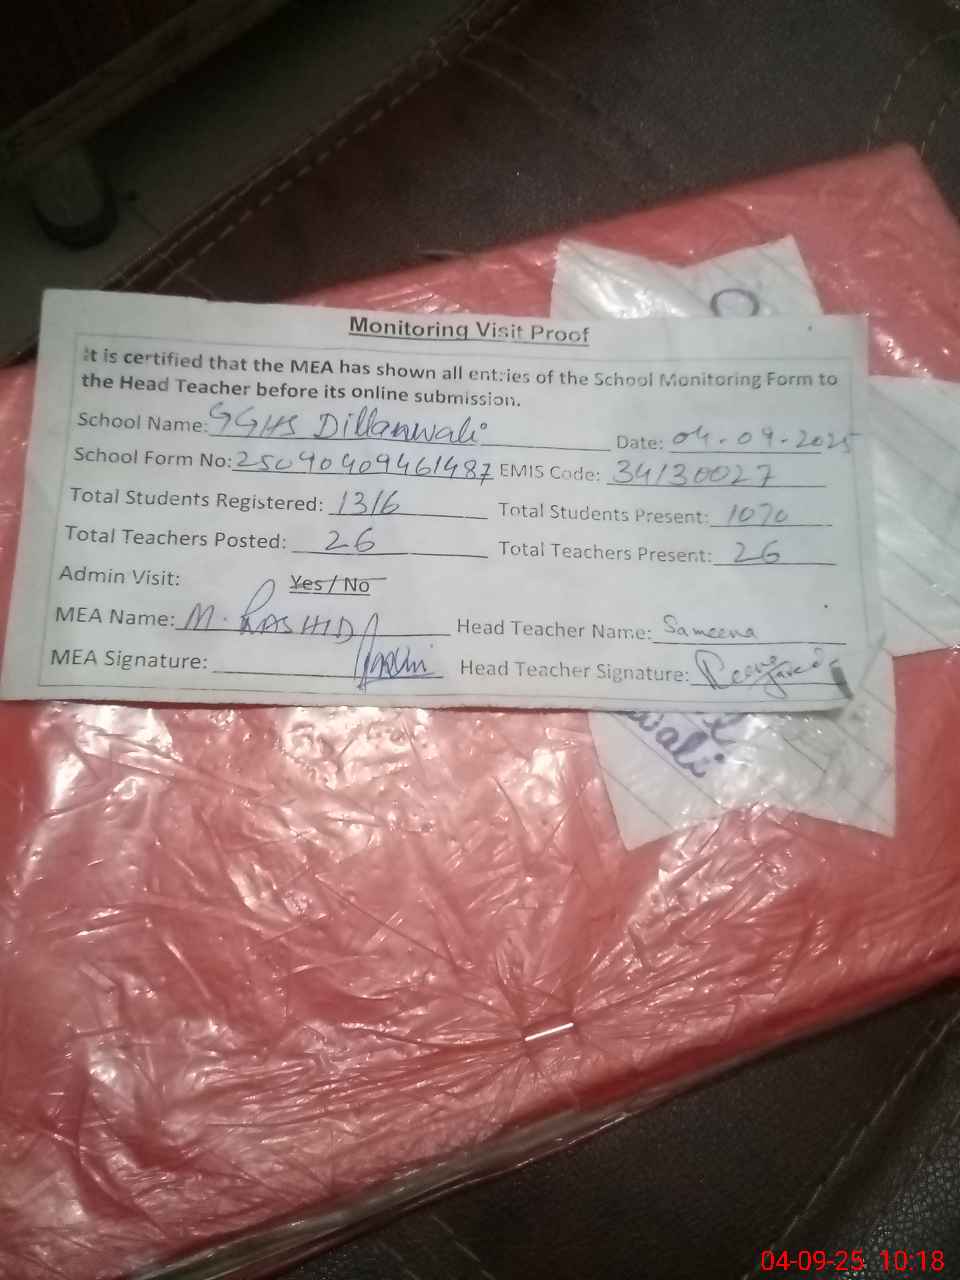 Monitoring Visit Proof
It is certified that the MEA has shown all entries of the School Monitoring Form to
the Head Teacher before its online submission.
School Name: GGHS Dillanwali Date: 04-09-2025
School Form No: 25090409461487 EMIS Code: 34130027
Total Students Registered: 1316 Total Students Present: 1070
Total Teachers Posted: 26 Total Teachers Present: 26
Admin Visit: Yes / No
MEA Name: M. RASHID Head Teacher Name: Sameena
MEA Signature: Head Teacher Signature:
wali
04-09-25 10:18